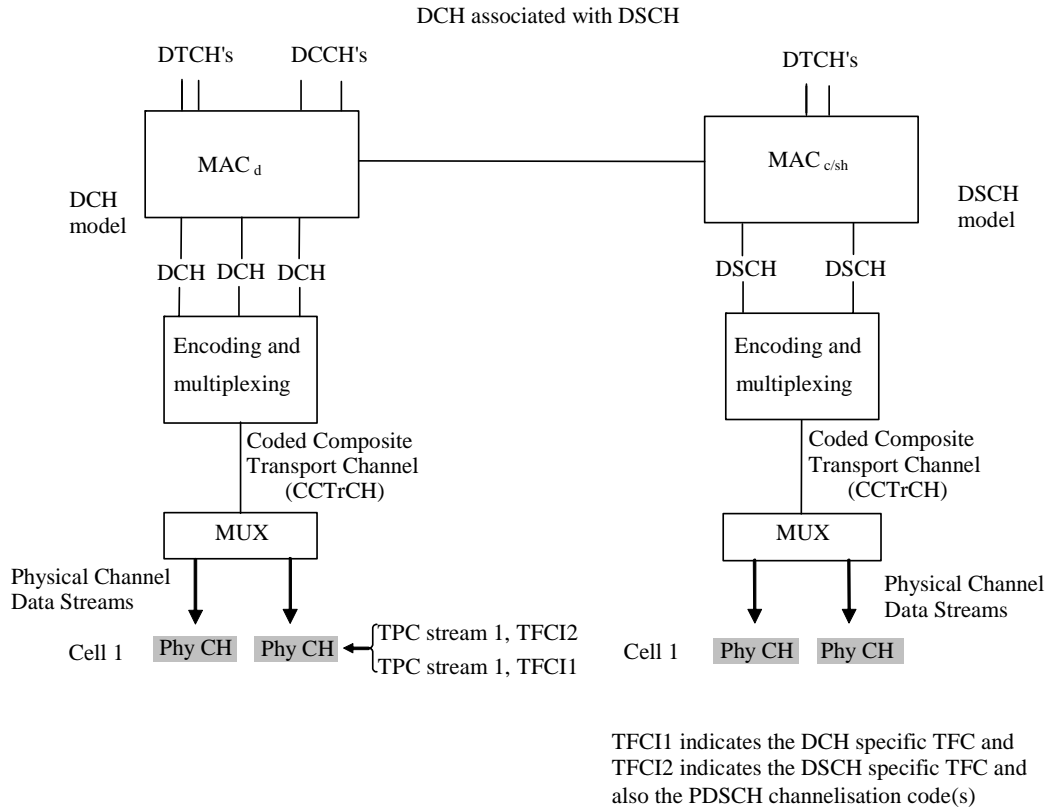 DCH associated with DSCH
DTCH's
DCCH's
DTCH's
MAC d
MAC c/sh
DCH
model
DSCH
model
DCH
DCH
DCH
DSCH
DSCH
Encoding and
multiplexing
Encoding and
multiplexing
Coded Composite
Transport Channel
(CCTrCH)
Coded Composite
Transport Channel
(CCTrCH)
MUX
MUX
Physical Channel
Data Streams
Physical Channel
Data Streams
Cell 1
Phy CH
Phy CH
TPC stream 1, TFCI2
TPC stream 1, TFCI1
Cell 1
Phy CH
Phy CH
TFCI1 indicates the DCH specific TFC and
TFCI2 indicates the DSCH specific TFC and
also the PDSCH channelisation code(s)